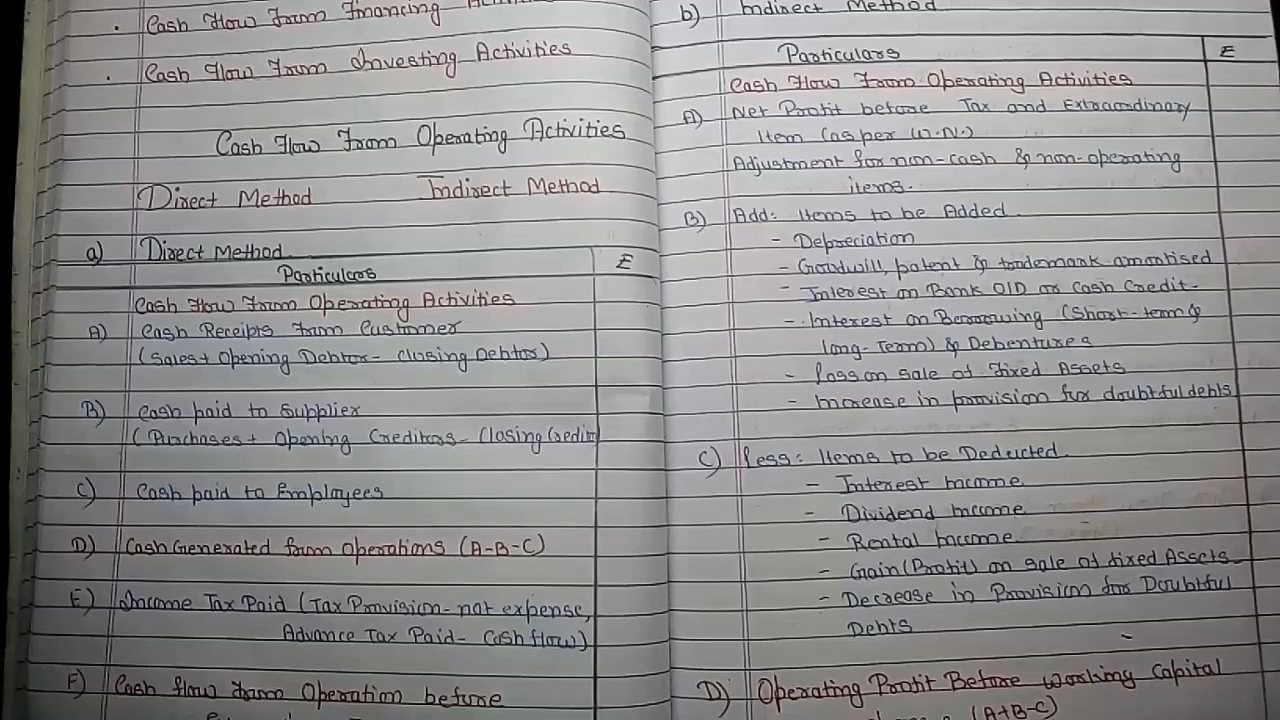 . Cash Flow From Financing
. Cash Flow From Investing Activities
Cash Flow From Operating Activities
Direct Method Indirect Method
a) Direct Method
Particulars ₤
Cash Flow From Operating Activities
A) Cash Receipts from Customer
(Sales + Opening Debtor - Closing Debtor)
B) Cash paid to Supplier
(Purchases + Opening Creditors - Closing Credit
C) Cash paid to Employees
D) Cash Generated from Operations (A-B-C)
E) Income Tax Paid (Tax Provision - not expense,
Advance Tax Paid - Cash flow)
F) Cash flow from Operation before
b) Indirect Method
Particulars ₤
Cash Flow From Operating Activities
A) Net Profit before Tax and Extraordinary
Item (as per W.N.)
Adjustment for non-cash & non-operating
items.
B) Add: Items to be Added
- Depreciation
- Goodwill, patent & trademark amortised
- Interest on Bank O/D or Cash Credit-
- Interest on Borrowing (Short-term &
long-Term) & Debentures
- Loss on sale of Fixed Assets
- Increase in provision for doubtful debts
C) Less: Items to be Deducted
- Interest Income
- Dividend Income
- Rental Income
- Gain (Profit) on sale of fixed Assets
- Decrease in Provision for Doubtful
Debts
D) Operating Profit Before Working Capital
(A+B-C)